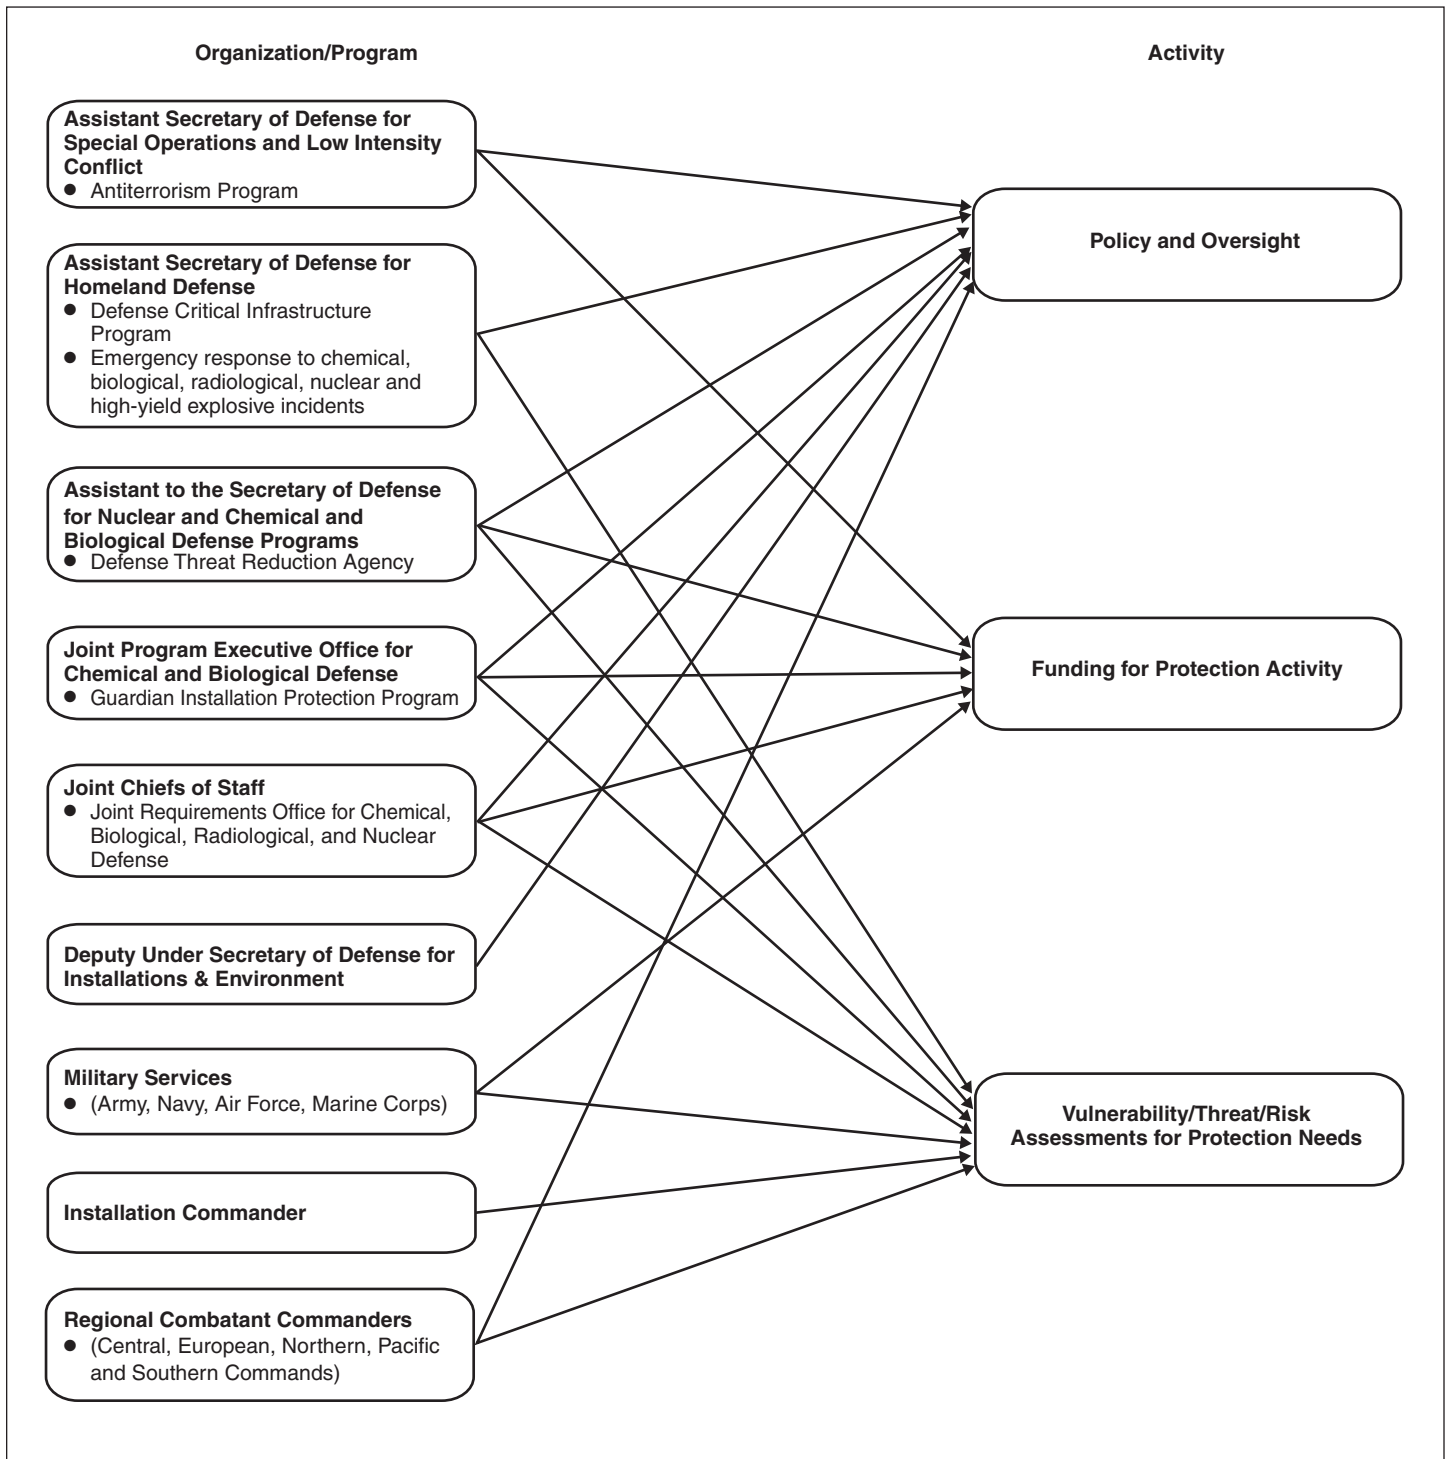 Organization/Program
Activity
Assistant Secretary of Defense for
Special Operations and Low Intensity
Conflict
● Antiterrorism Program
Assistant Secretary of Defense for
Homeland Defense
● Defense Critical Infrastructure
Program
● Emergency response to chemical,
biological, radiological, nuclear and
high-yield explosive incidents
Assistant to the Secretary of Defense
for Nuclear and Chemical and
Biological Defense Programs
● Defense Threat Reduction Agency
Joint Program Executive Office for
Chemical and Biological Defense
● Guardian Installation Protection Program
Joint Chiefs of Staff
● Joint Requirements Office for Chemical,
Biological, Radiological, and Nuclear
Defense
Deputy Under Secretary of Defense for
Installations & Environment
Military Services
● (Army, Navy, Air Force, Marine Corps)
Installation Commander
Regional Combatant Commanders
● (Central, European, Northern, Pacific
and Southern Commands)
Policy and Oversight
Funding for Protection Activity
Vulnerability/Threat/Risk
Assessments for Protection Needs